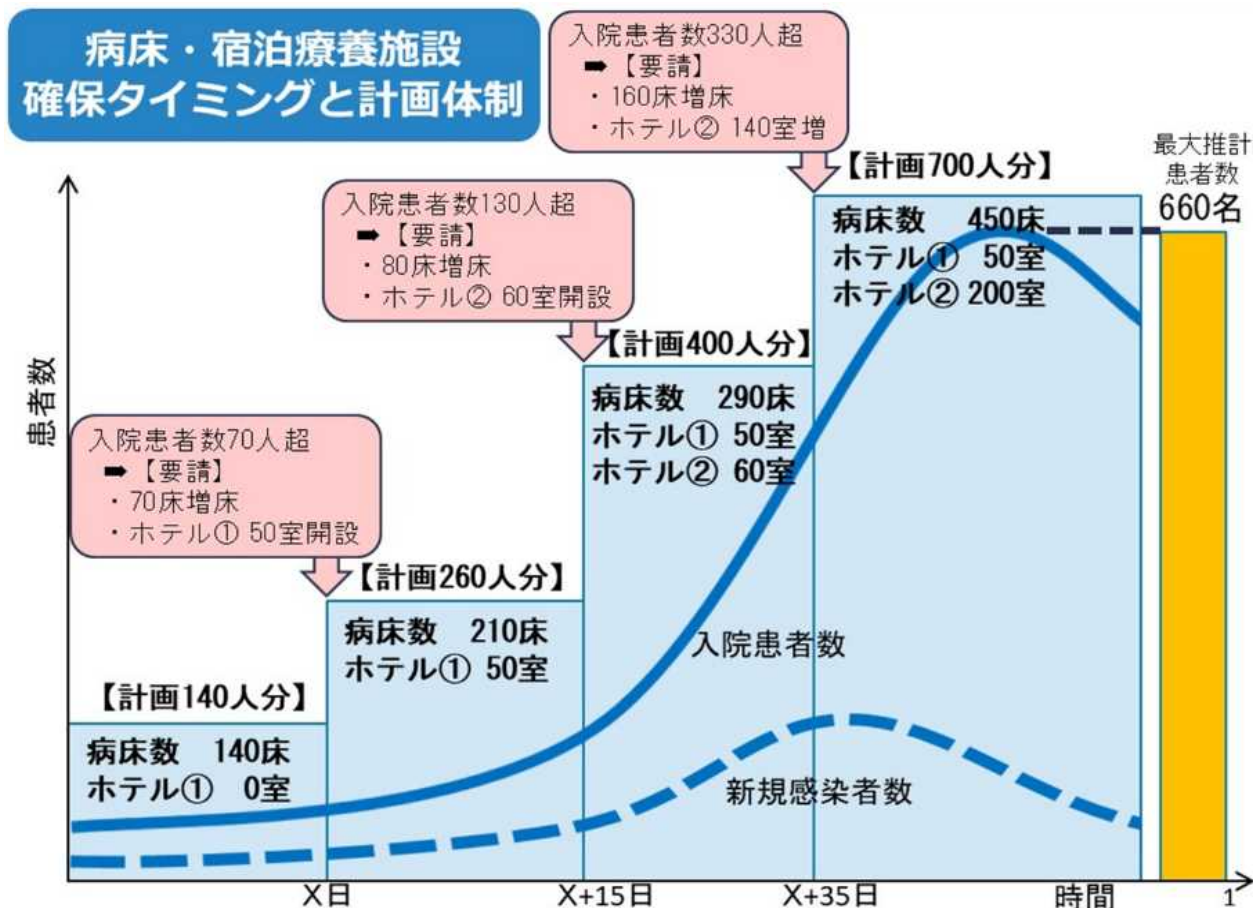 病床・宿泊療養施設
確保タイミングと計画体制
入院患者数330人超
➡【要請】
・160床増床
・ホテル② 140室増
最大推計
患者数
660名
【計画700人分】
病床数 450床
ホテル① 50室
ホテル② 200室
入院患者数130人超
➡【要請】
・80床増床
・ホテル② 60室開設
【計画400人分】
病床数 290床
ホテル① 50室
ホテル② 60室
患者数
入院患者数70人超
➡【要請】
・70床増床
・ホテル① 50室開設
【計画260人分】
病床数 210床
ホテル① 50室
入院患者数
【計画140人分】
病床数 140床
ホテル① 0室
新規感染者数
X日
X+15日
X+35日
時間
1